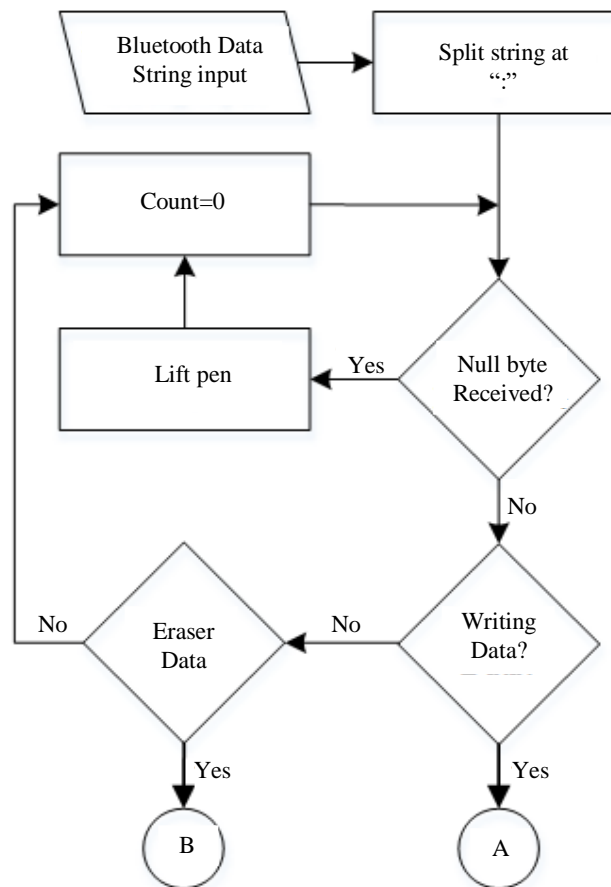 Bluetooth Data
String input
Split string at
“:”
Count=0
Lift pen
Yes
Null byte
Received?
No
No
Eraser
Data
No
Writing
Data?
Yes
Yes
B
A